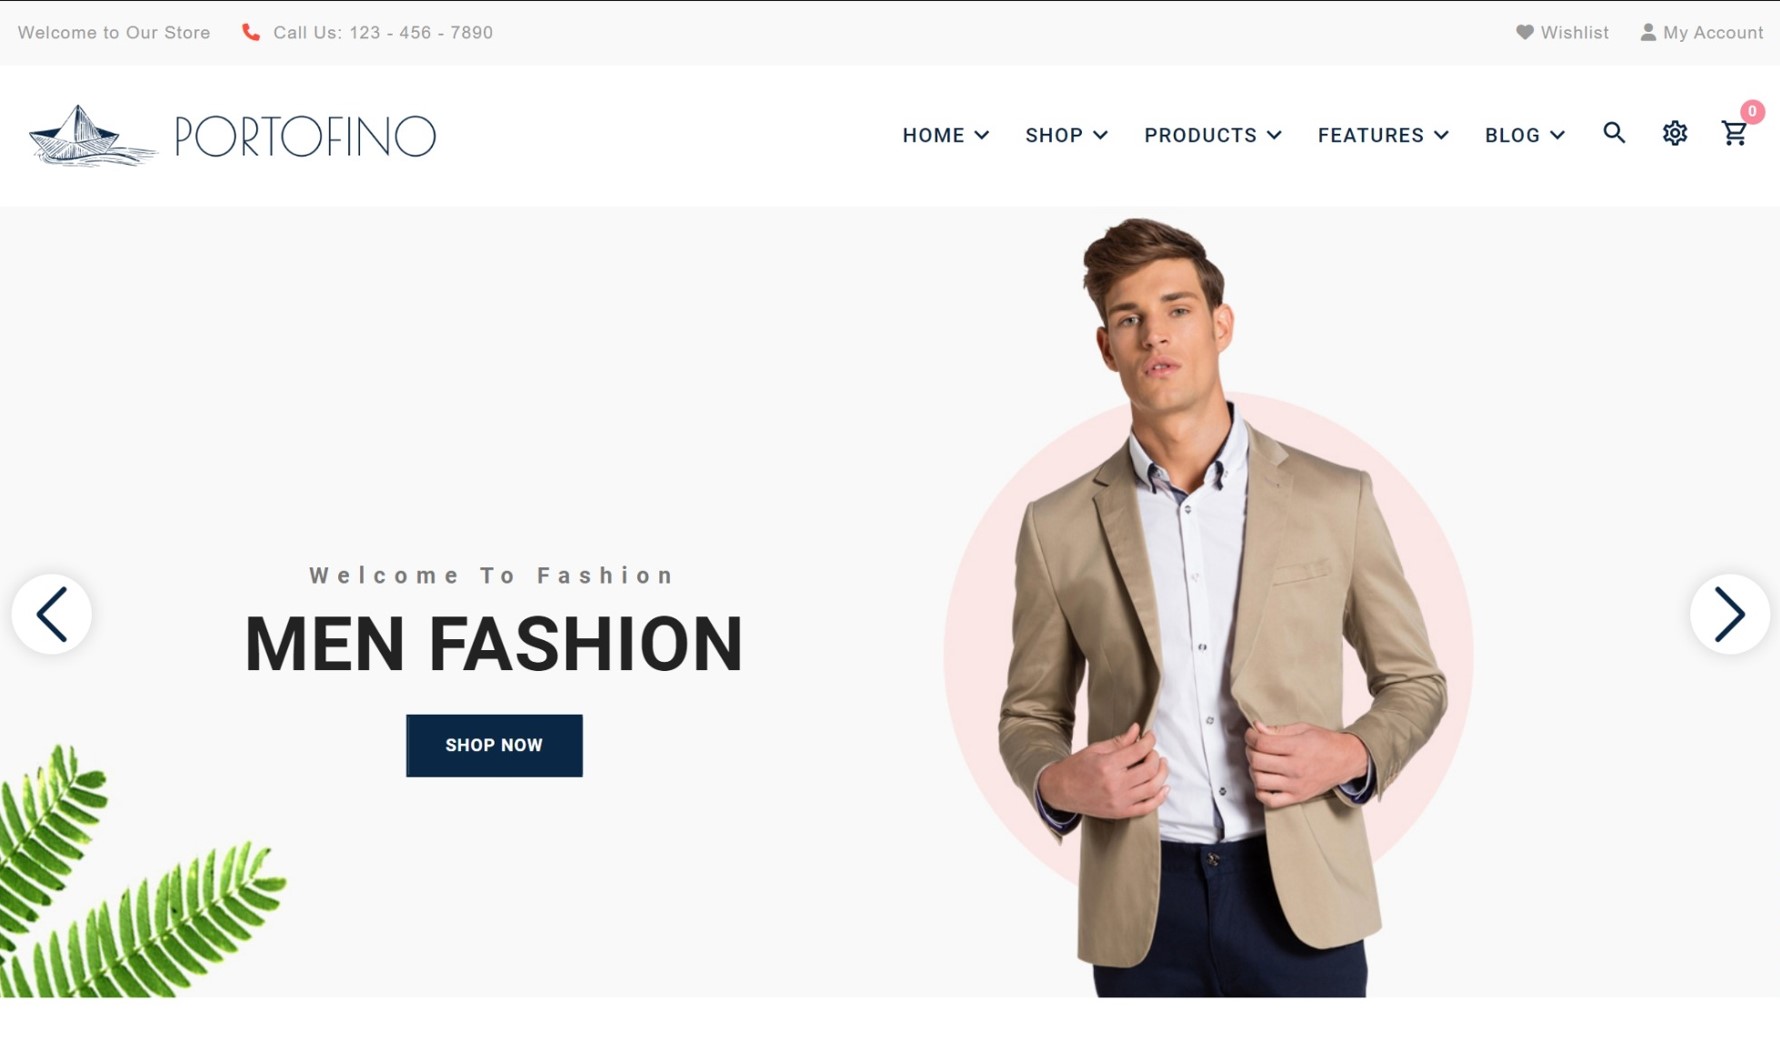 Welcome to Our Store Call Us: 123 - 456 - 7890 Wishlist My Account
PORTOFINO HOME SHOP PRODUCTS FEATURES BLOG 0
Welcome To Fashion
MEN FASHION
SHOP NOW